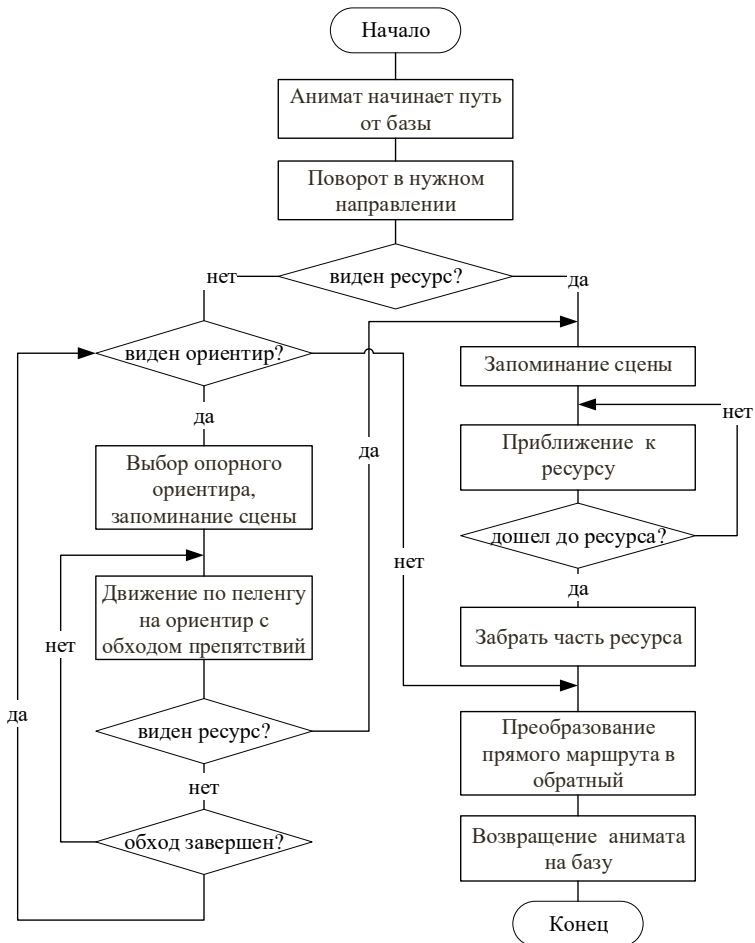 Начало
Анимат начинает путь
от базы
Поворот в нужном
направлении
виден ресурс?
нет
да
виден ориентир?
Запоминание сцены
нет
да
Выбор опорного
ориентира,
запоминание сцены
да
Приближение к
ресурсу
дошел до ресурса?
нет
да
Движение по пеленгу
на ориентир с
обходом препятствий
нет
Забрать часть ресурса
да
виден ресурс?
Преобразование
прямого маршрута в
обратный
нет
обход завершен?
Возвращение анимата
на базу
Конец